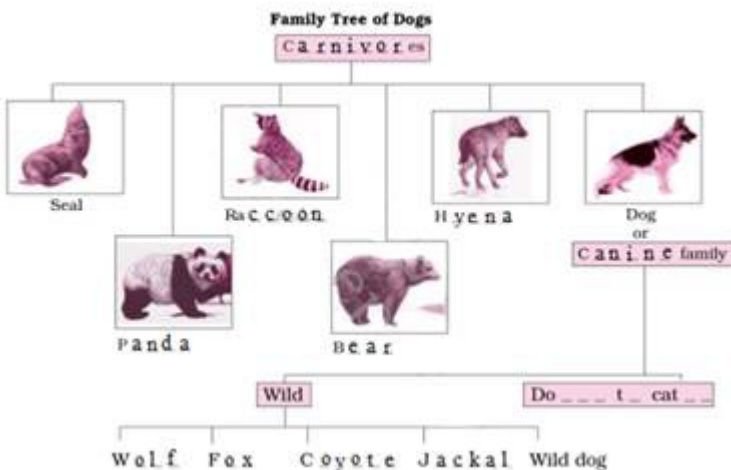 Family Tree of Dogs
Carnivores
Seal
Raccoon
Hyena
Dog
or
Canine family
Panda
Bear
Wild
Do _ _ _ t _ cat _ _
Wolf Fox Coyote Jackal Wild dog